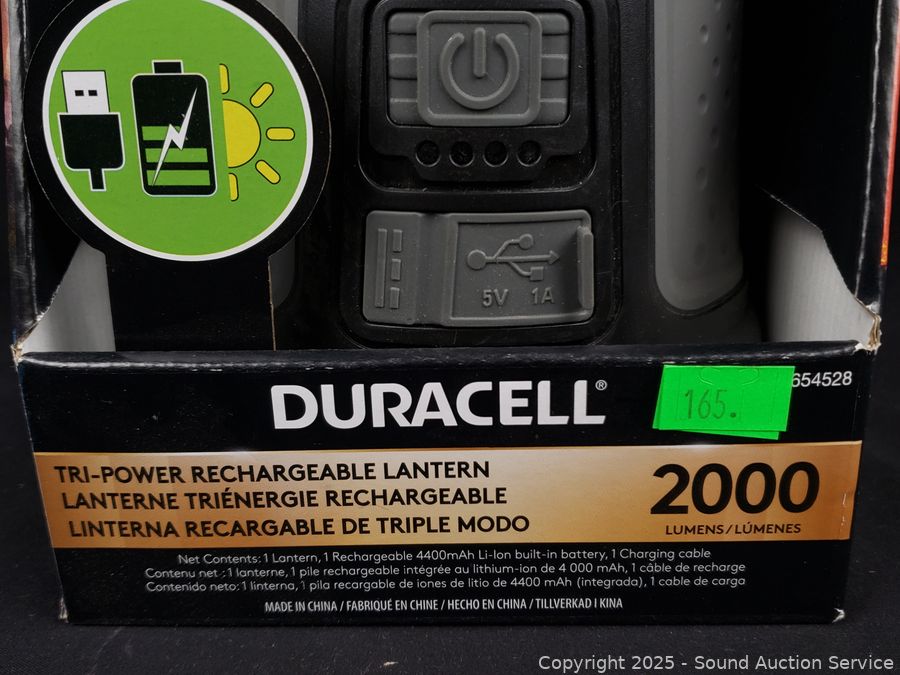 5V 1A
DURACELL®
165.
654528
TRI-POWER RECHARGEABLE LANTERN
LANTERNE TRIÉNERGIE RECHARGEABLE
LINTERNA RECARGABLE DE TRIPLE MODO
2000
LUMENS/LÚMENES
Net Contents: 1 Lantern, 1 Rechargeable 4400mAh Li-Ion built-in battery, 1 Charging cable
Contenu net : 1 lanterne, 1 pile rechargeable intégrée au lithium-ion de 4 000 mAh, 1 câble de recharge
Contenido neto: 1 linterna, 1 pila recargable de iones de litio de 4400 mAh (integrada), 1 cable de carga
MADE IN CHINA / FABRIQUÉ EN CHINE / HECHO EN CHINA / TILLVERKAD I KINA
Copyright 2025 - Sound Auction Service